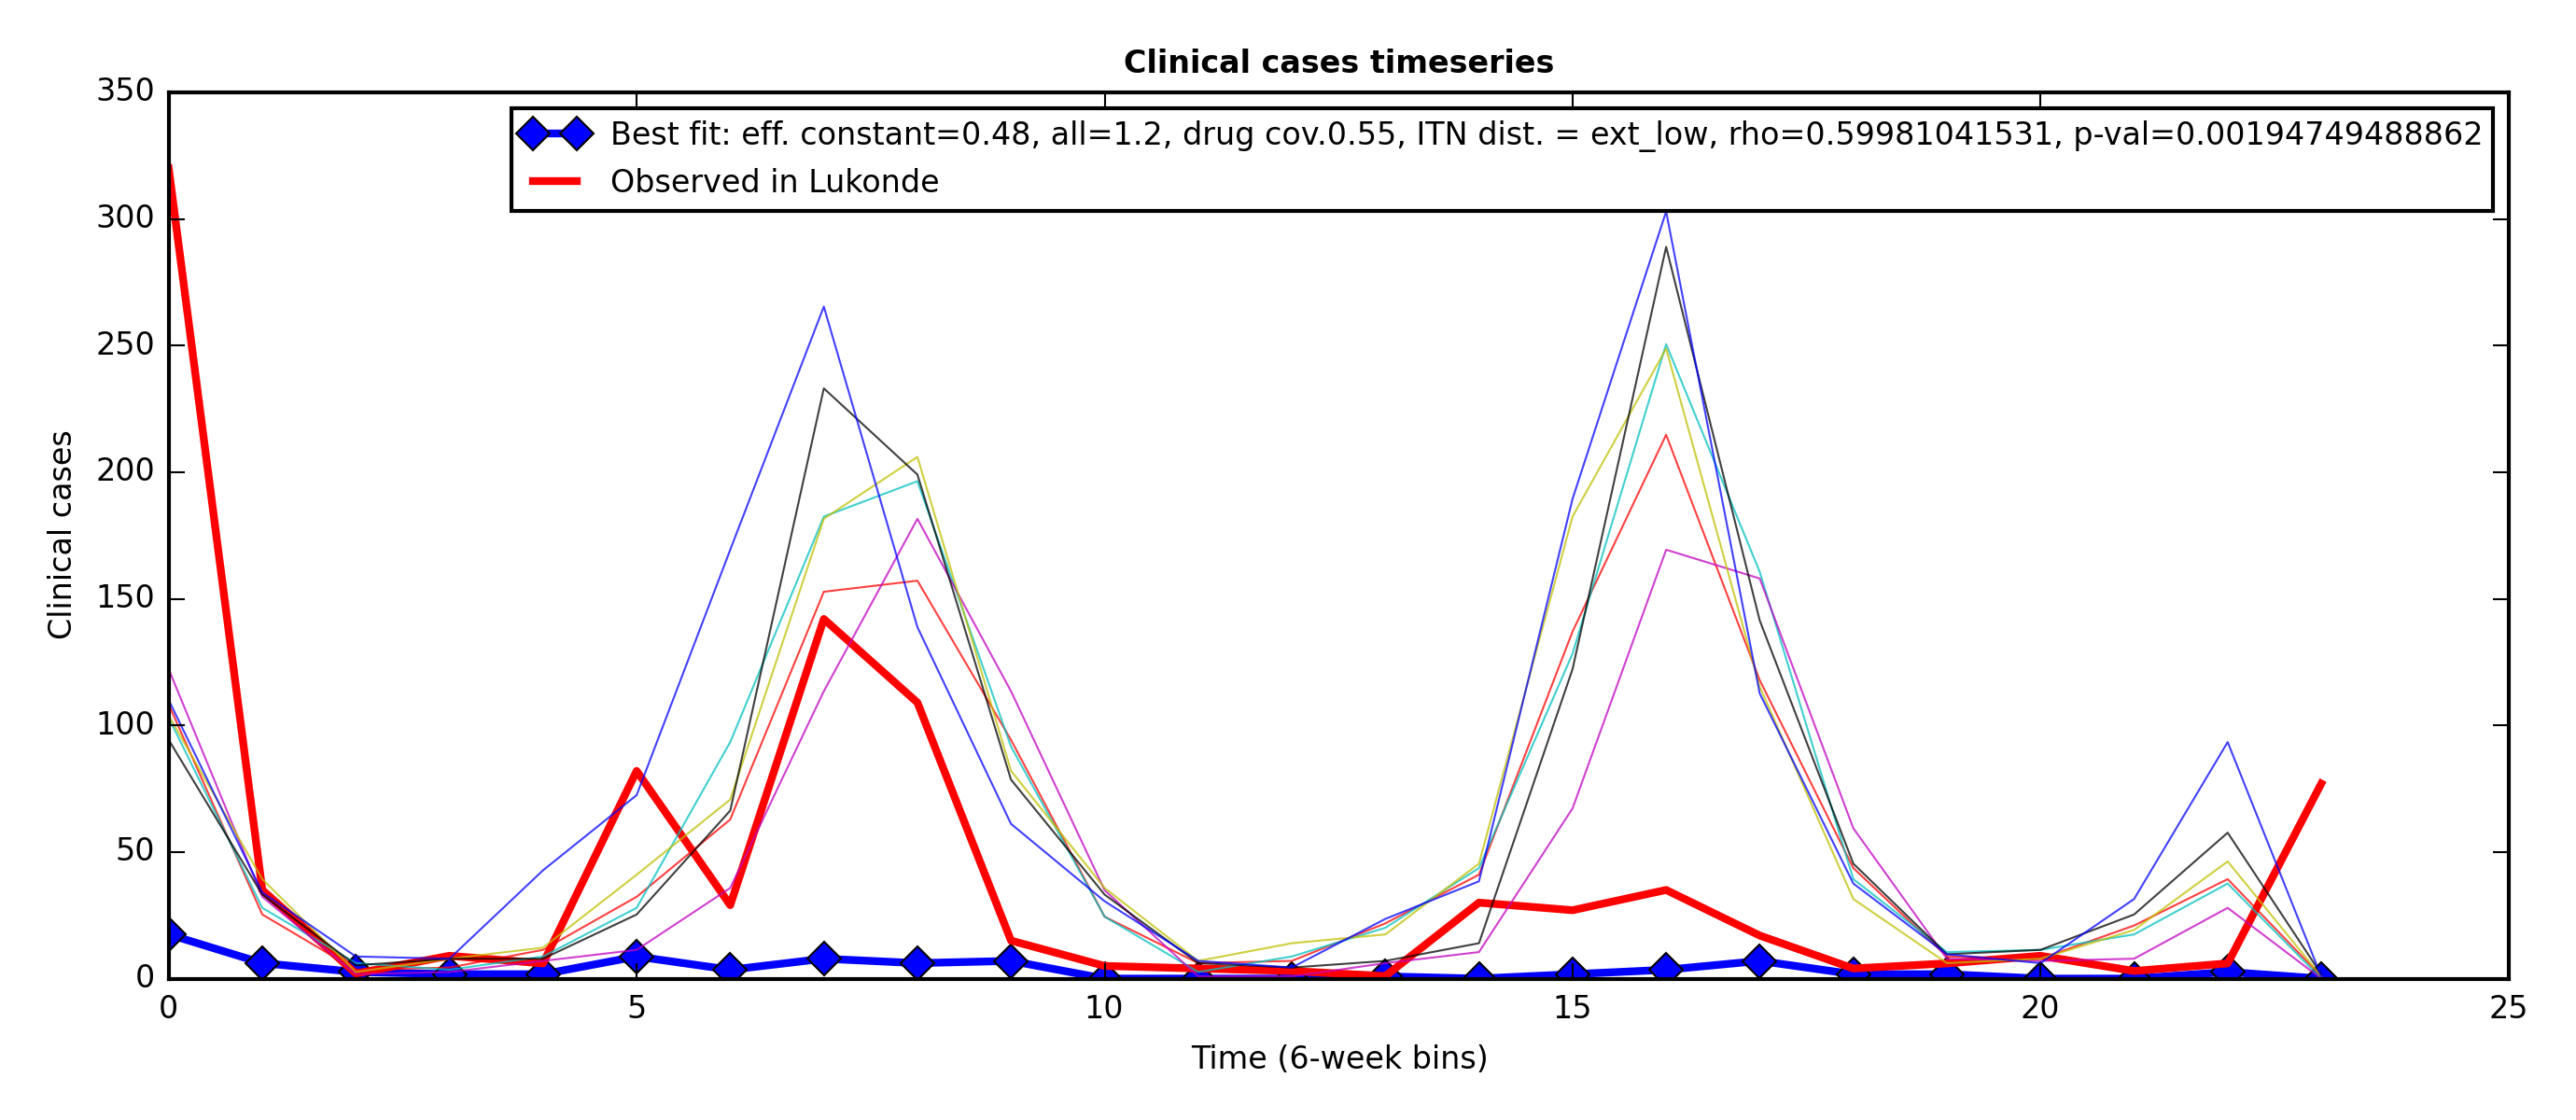 Clinical cases timeseries
Best fit: eff. constant=0.48, all=1.2, drug cov.0.55, ITN dist. = ext_low, rho=0.59981041531, p-val=0.00194749488862
Observed in Lukonde
350
300
250
200
150
100
50
0
Clinical cases
0 5 10 15 20 25
Time (6-week bins)